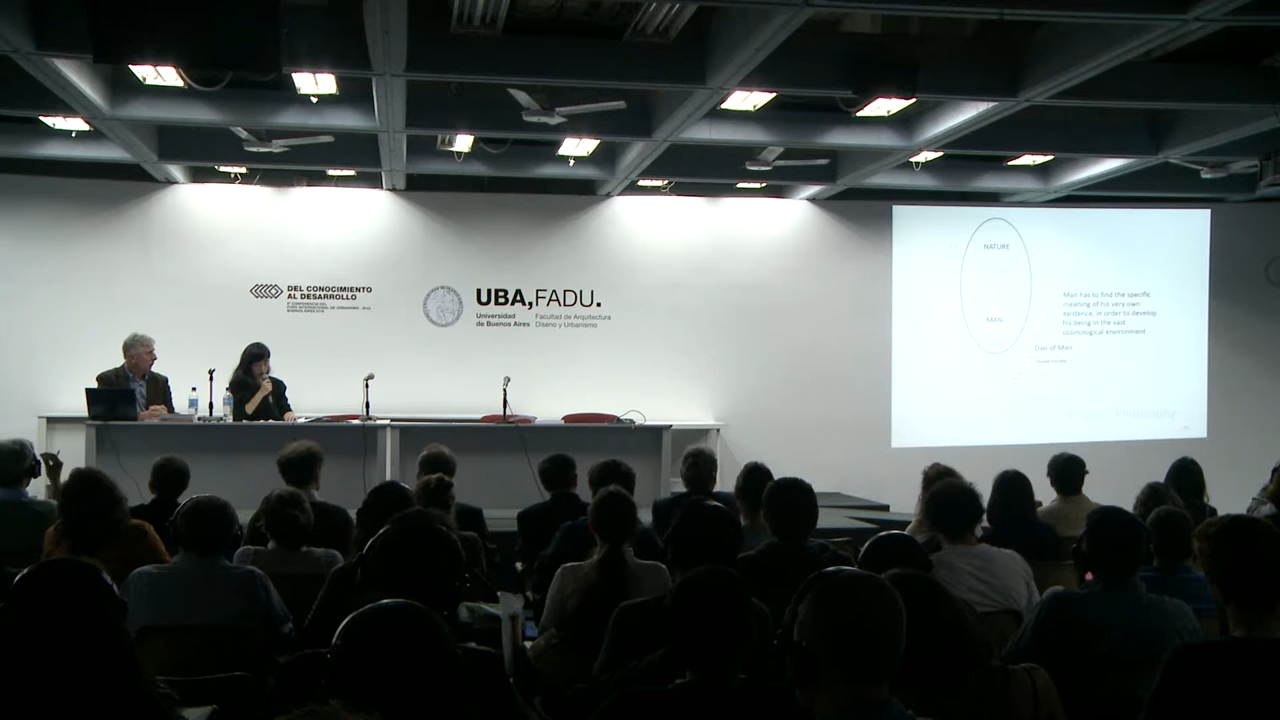 DEL CONOCIMIENTO
AL DESARROLLO
UBA,FADU.
Universidad
de Buenos Aires
Facultad de Arquitectura
Diseño y Urbanismo
NATURE
MAN
Man has to find the specific
meaning of his very own
existence, in order to develop
his being in the vast
cosmological environment
Dao of Man
philosophy